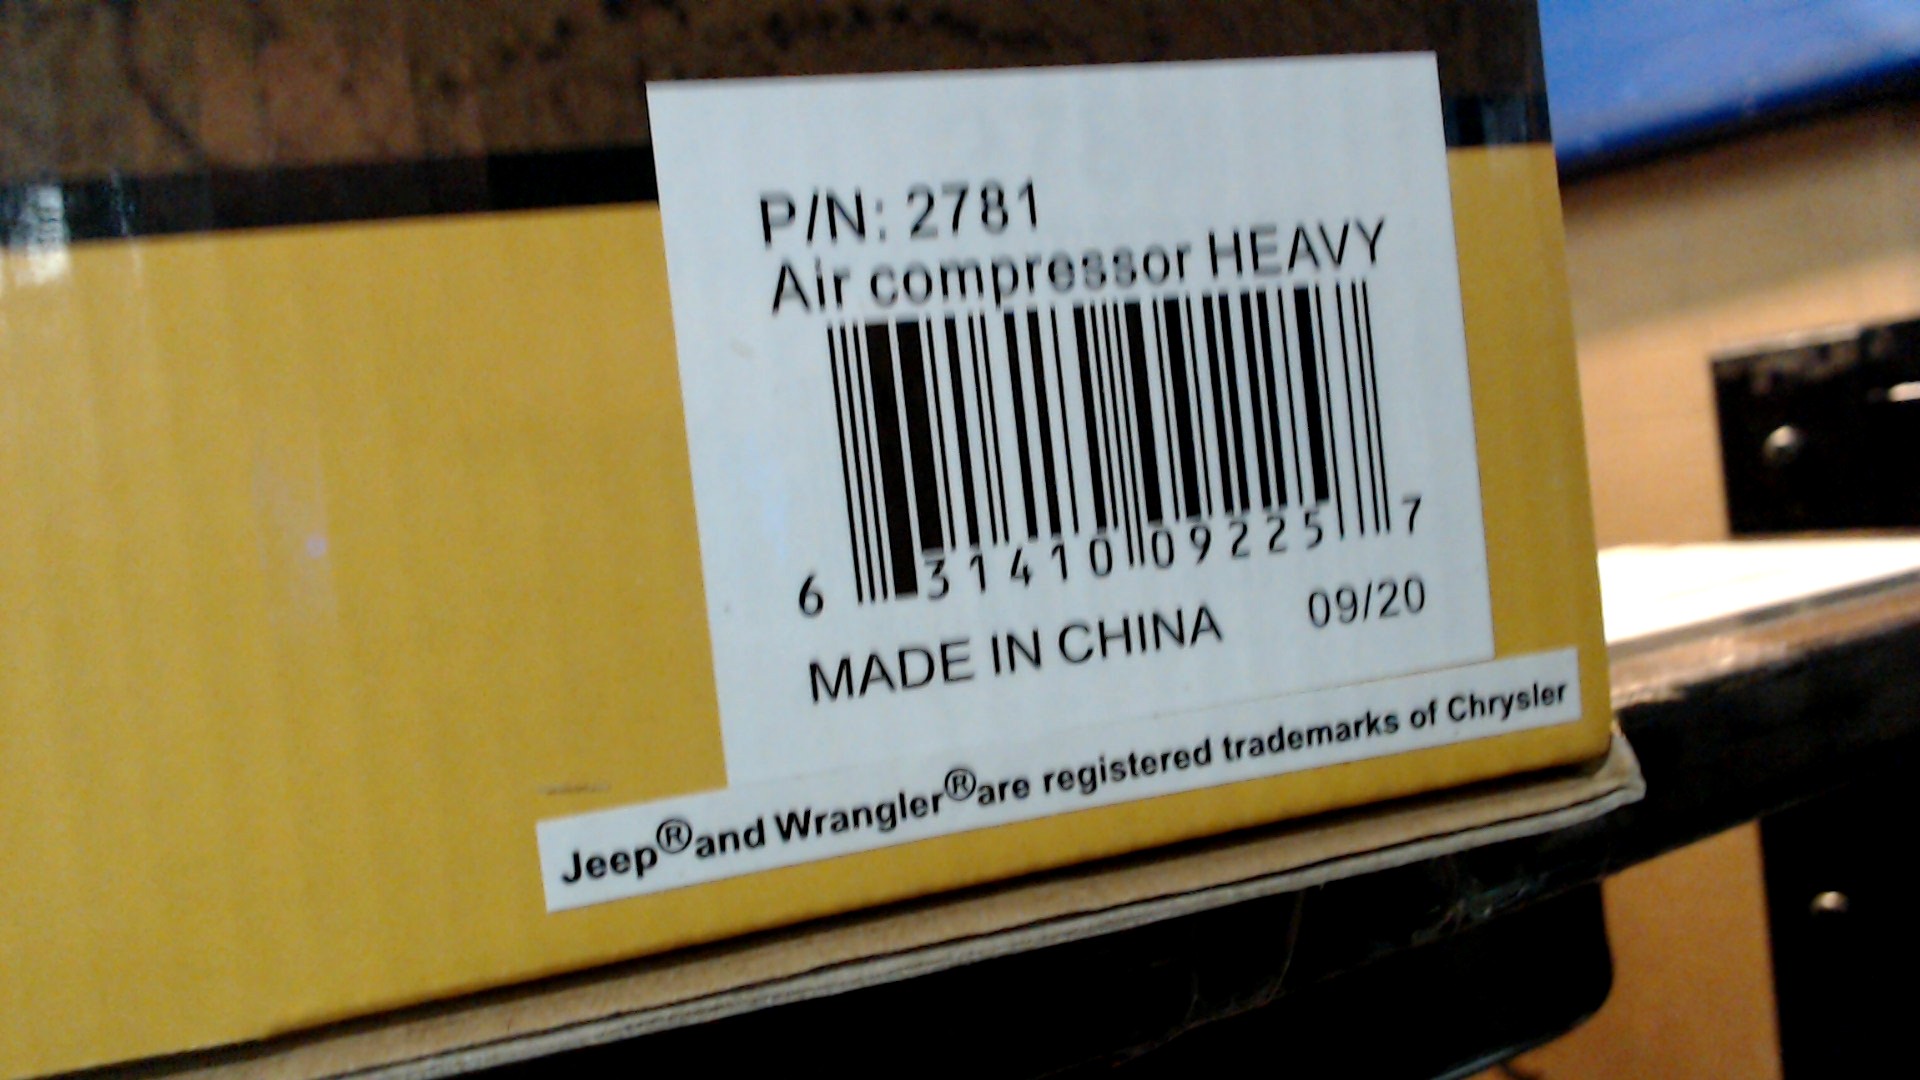 P/N: 2781
Air compressor HEAVY
6 31410 09225 7
MADE IN CHINA 09/20
Jeep®and Wrangler®are registered trademarks of Chrysler